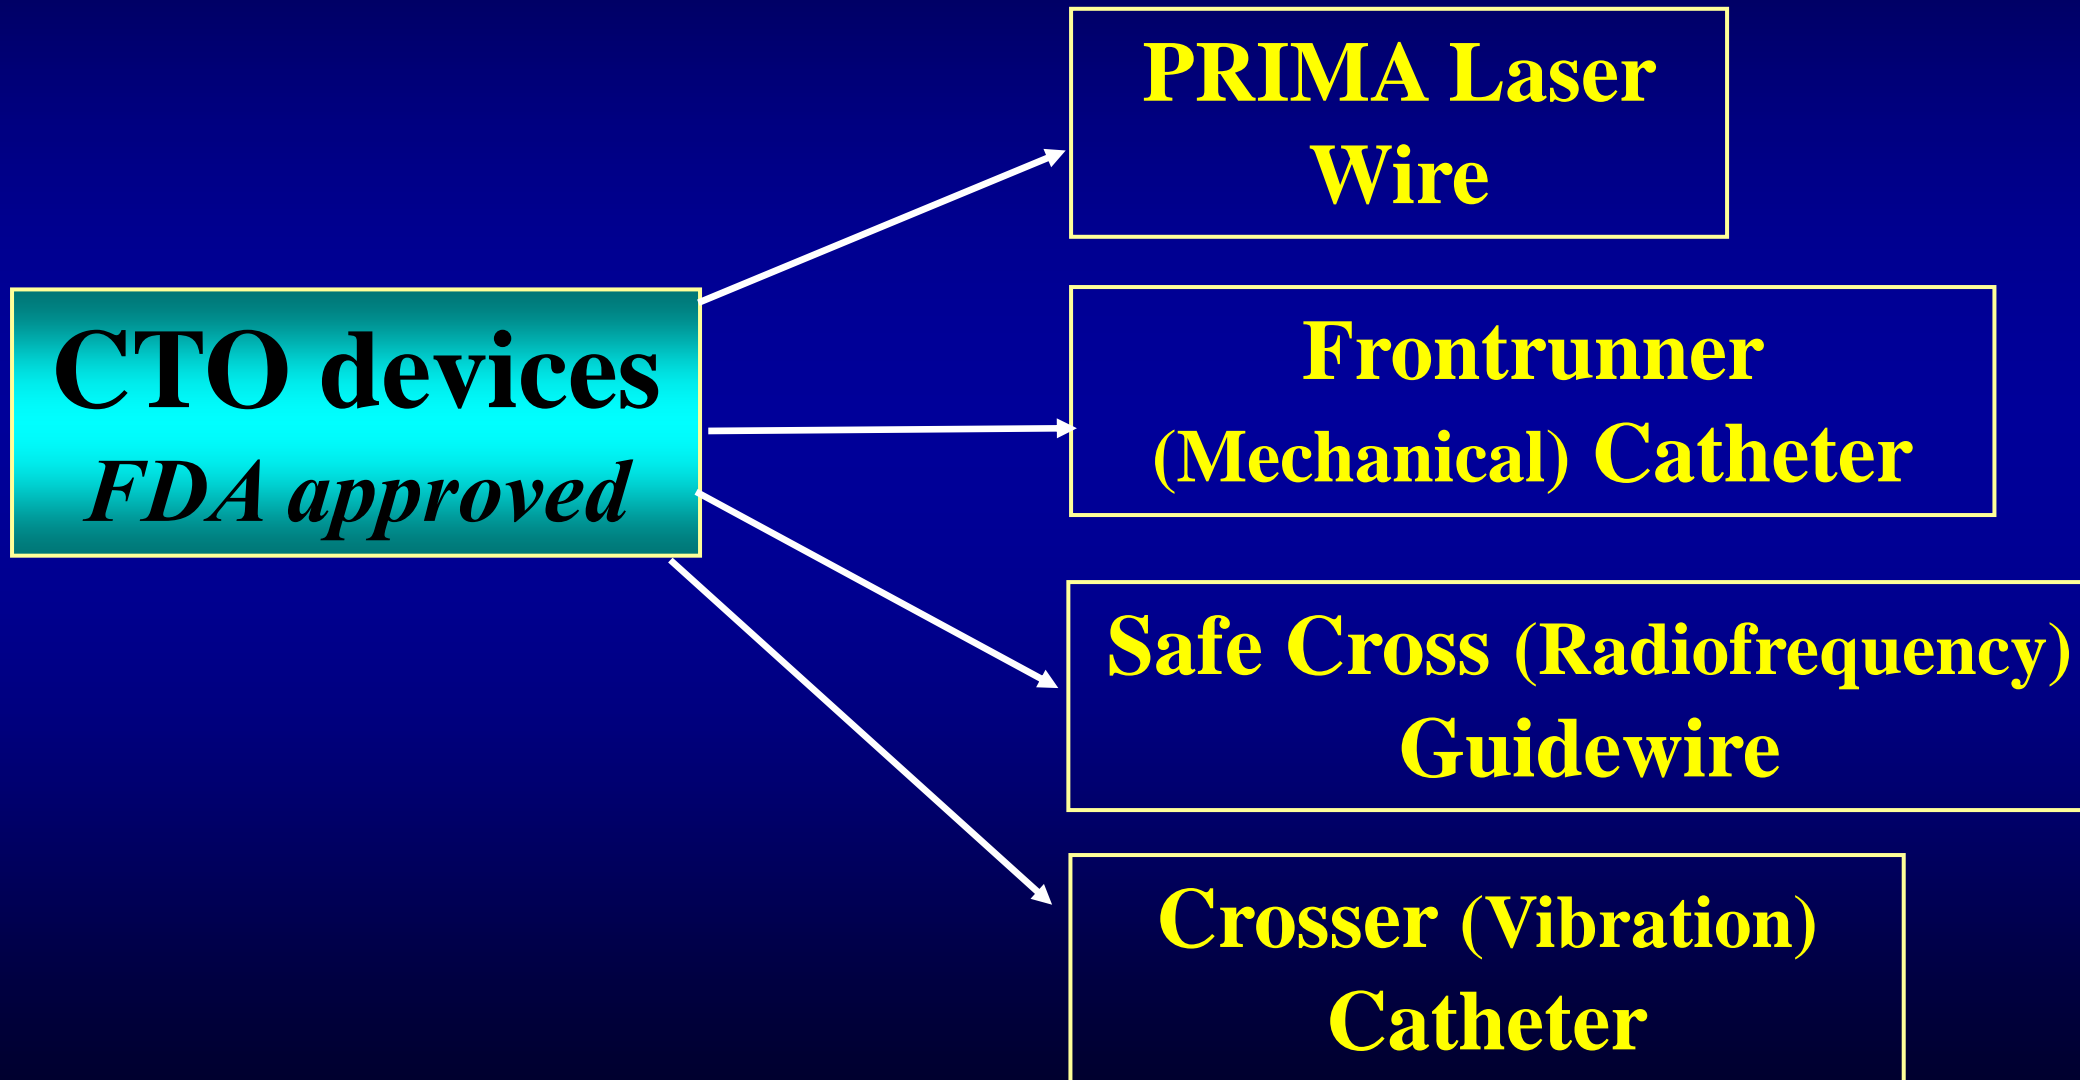 CTO devices
FDA approved
PRIMA Laser
Wire
Frontrunner
(Mechanical) Catheter
Safe Cross (Radiofrequency)
Guidewire
Crosser (Vibration)
Catheter